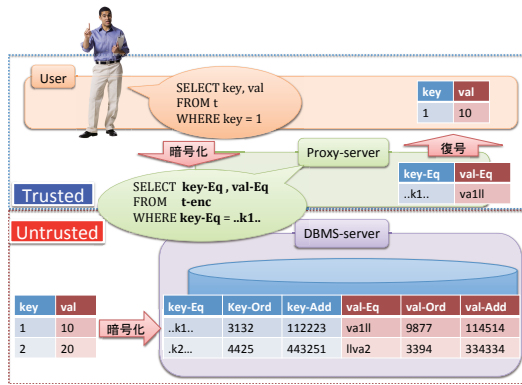 User
SELECT key, val
FROM t
WHERE key = 1
key val
1 10
暗号化
Proxy-server
復号
SELECT key-Eq , val-Eq
FROM t-enc
WHERE key-Eq = ..k1..
key-Eq val-Eq
..k1.. va1ll
Trusted
Untrusted
DBMS-server
key val
1 10
2 20
暗号化
key-Eq Key-Ord key-Add val-Eq val-Ord val-Add
..k1.. 3132 112223 va1ll 9877 114514
.k2... 4425 443251 llva2 3394 334334